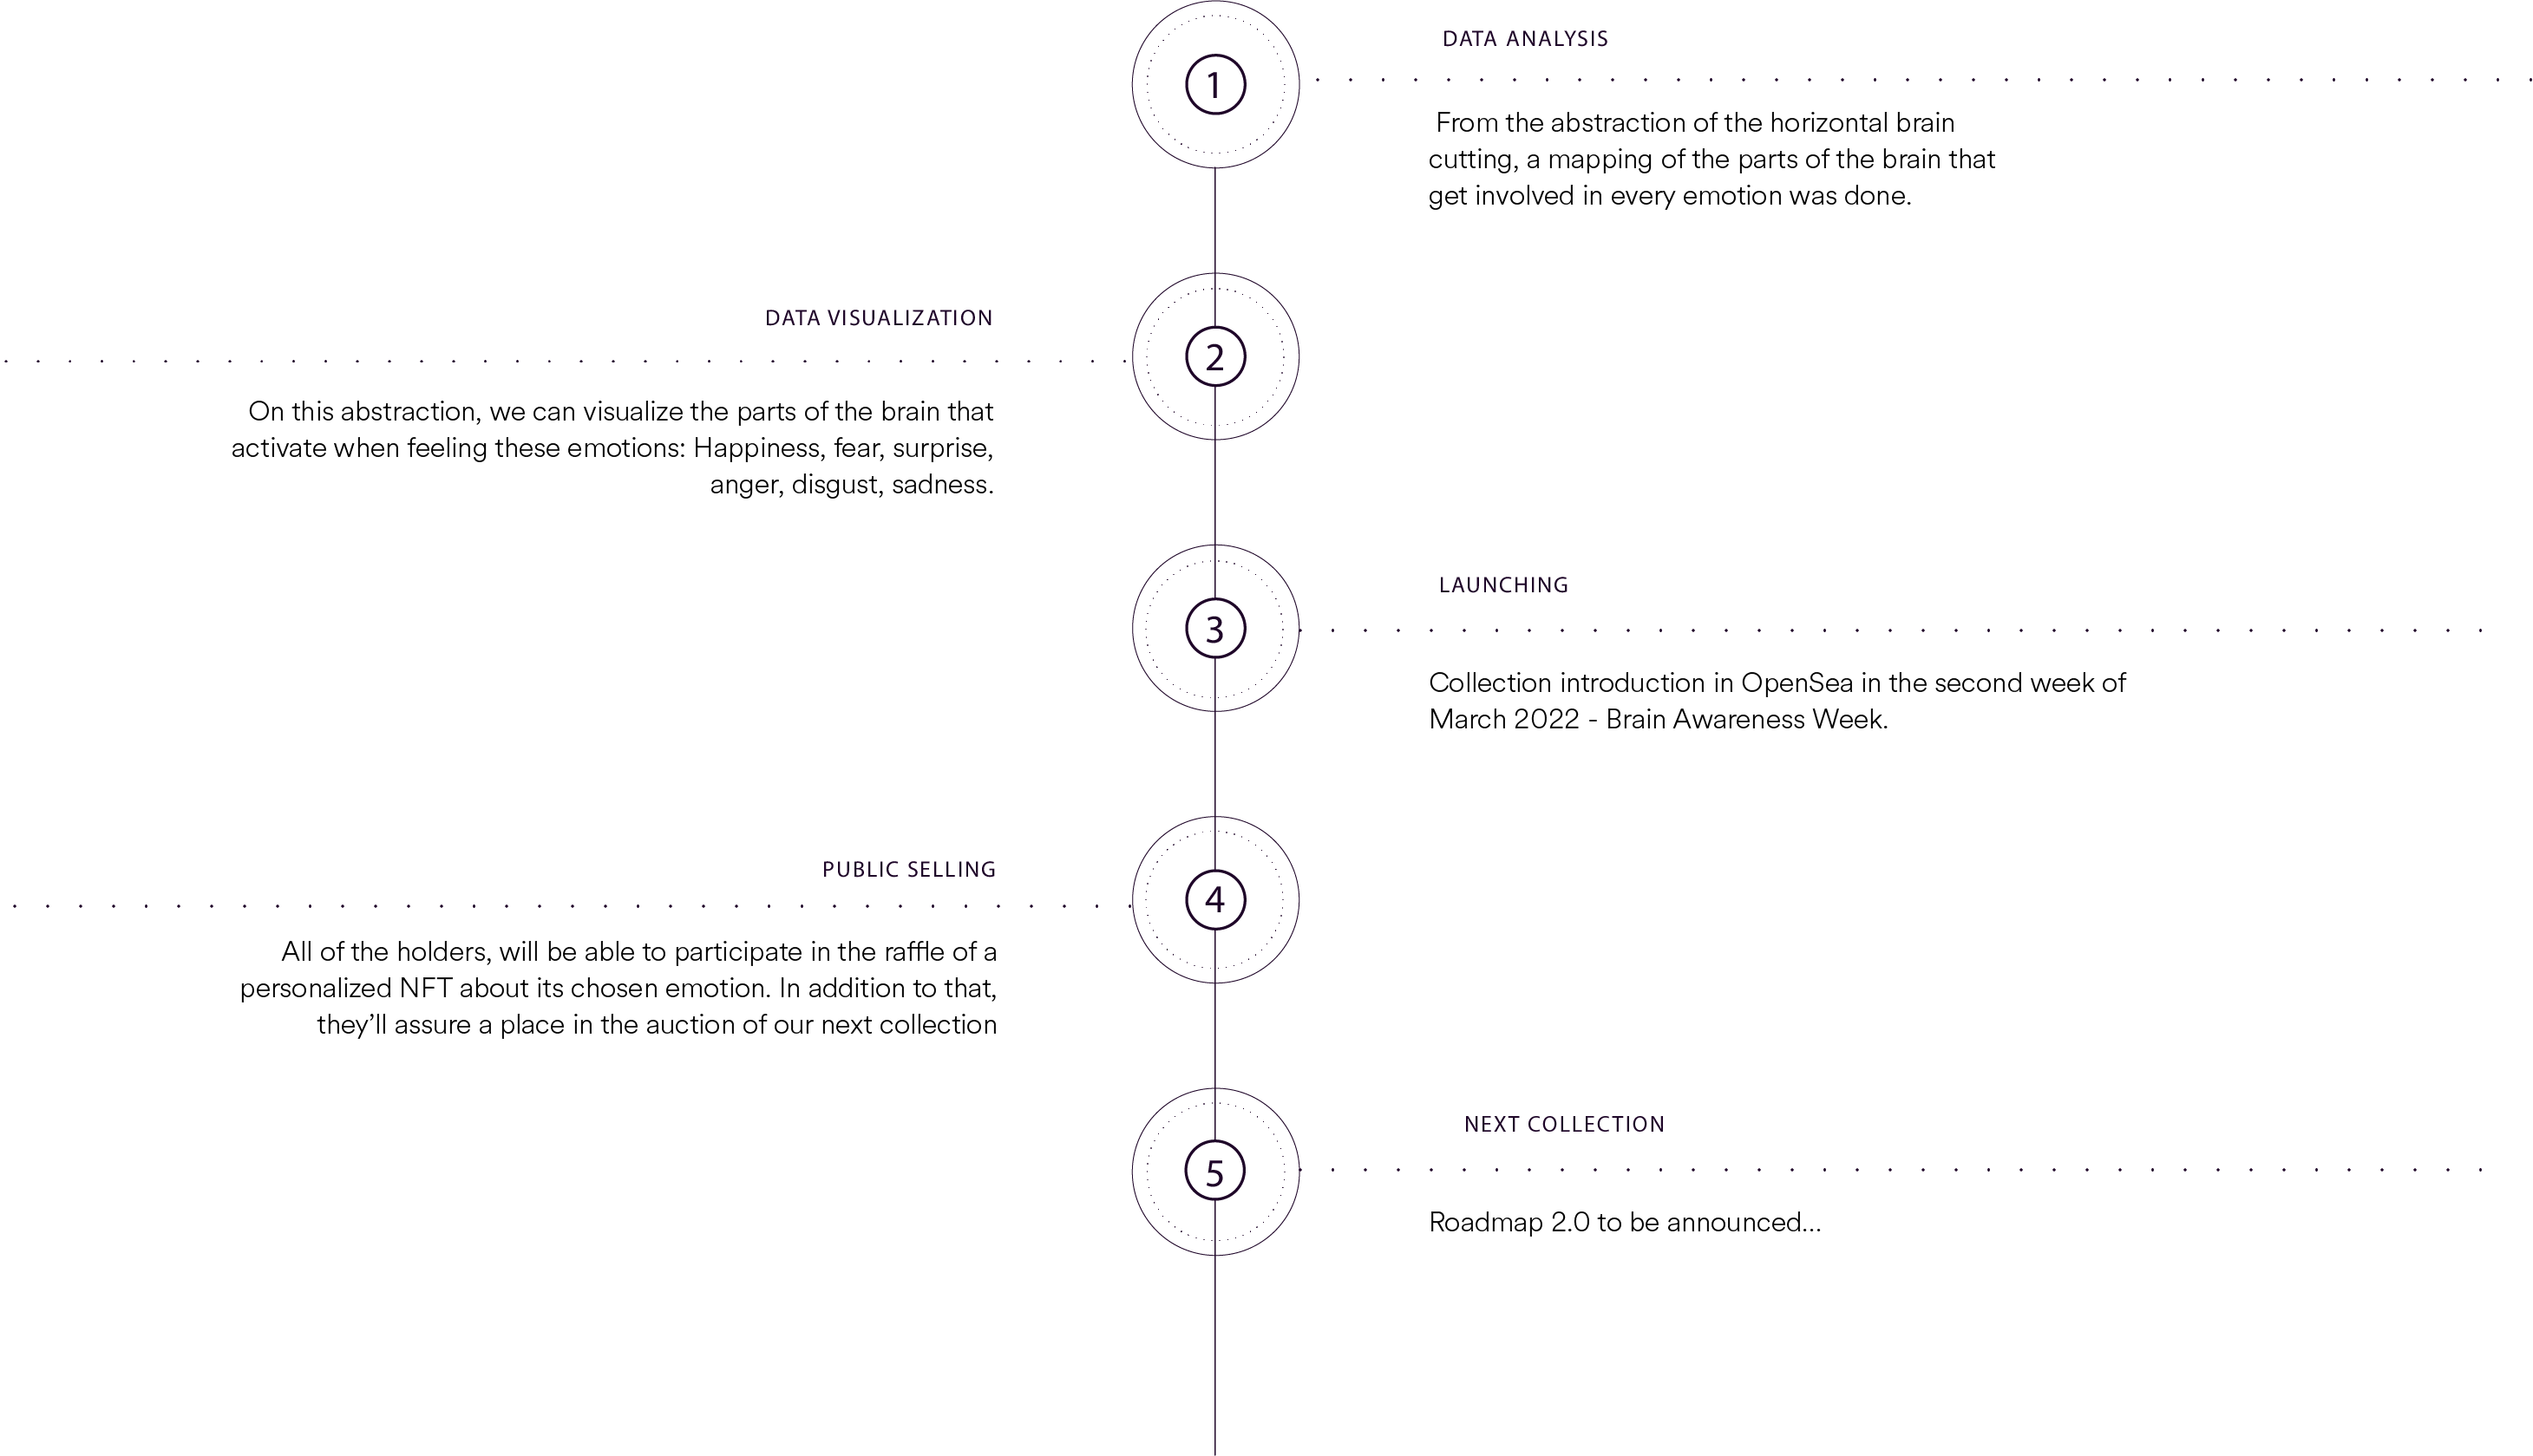 1
DATA ANALYSIS
From the abstraction of the horizontal brain
cutting, a mapping of the parts of the brain that
get involved in every emotion was done.
2
DATA VISUALIZATION
On this abstraction, we can visualize the parts of the brain that
activate when feeling these emotions: Happiness, fear, surprise,
anger, disgust, sadness.
3
LAUNCHING
Collection introduction in OpenSea in the second week of
March 2022 - Brain Awareness Week.
4
PUBLIC SELLING
All of the holders, will be able to participate in the raffle of a
personalized NFT about its chosen emotion. In addition to that,
they’ll assure a place in the auction of our next collection
5
NEXT COLLECTION
Roadmap 2.0 to be announced...